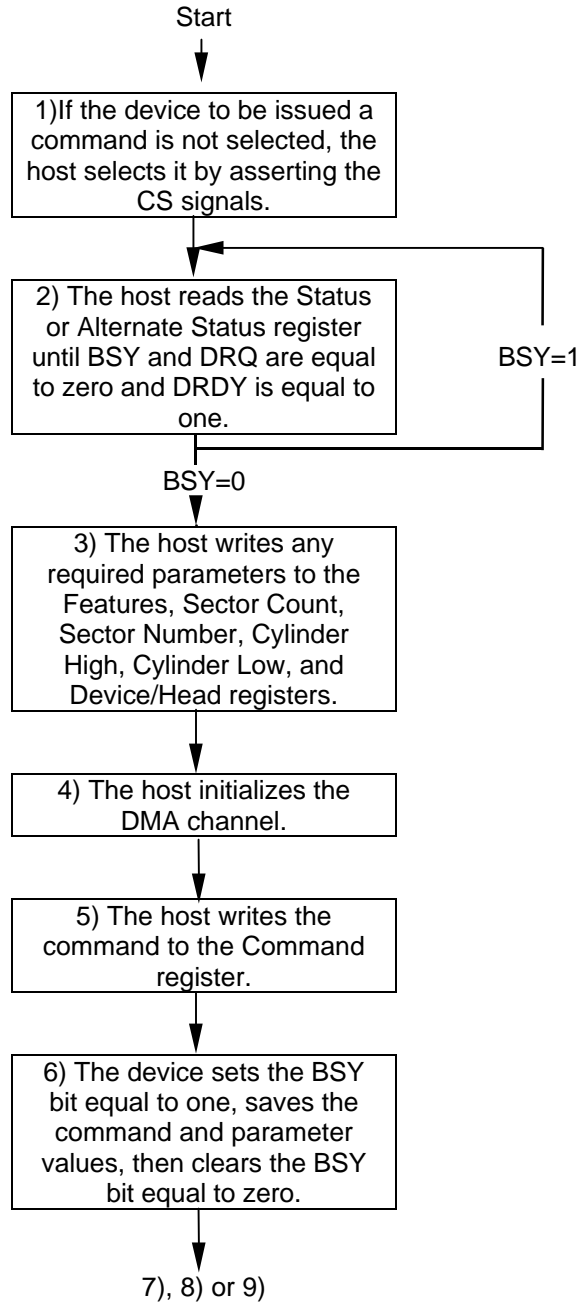 Start
1)If the device to be issued a
command is not selected, the
host selects it by asserting the
CS signals.
2) The host reads the Status
or Alternate Status register
until BSY and DRQ are equal
to zero and DRDY is equal to
one.
BSY=1
BSY=0
3) The host writes any
required parameters to the
Features, Sector Count,
Sector Number, Cylinder
High, Cylinder Low, and
Device/Head registers.
4) The host initializes the
DMA channel.
5) The host writes the
command to the Command
register.
6) The device sets the BSY
bit equal to one, saves the
command and parameter
values, then clears the BSY
bit equal to zero.
7), 8) or 9)